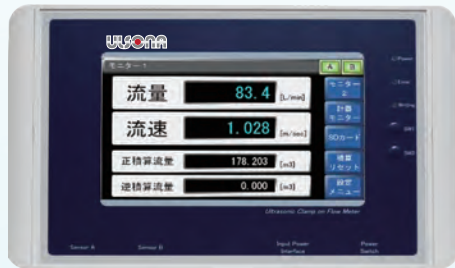 ULSONA
モニター1
A B
流量 83.4 [L/min]
流速 1.028 [m/sec]
正積算流量 178.203 [m3]
逆積算流量 0.000 [m3]
モニター
2
計器
モニター
SDカード
積算
リセット
設定
メニュー
Power
Error
Writing
Ultrasonic Clamp on Flow Meter
Sensor A
Sensor B
Input Power
Interface
Power
Switch